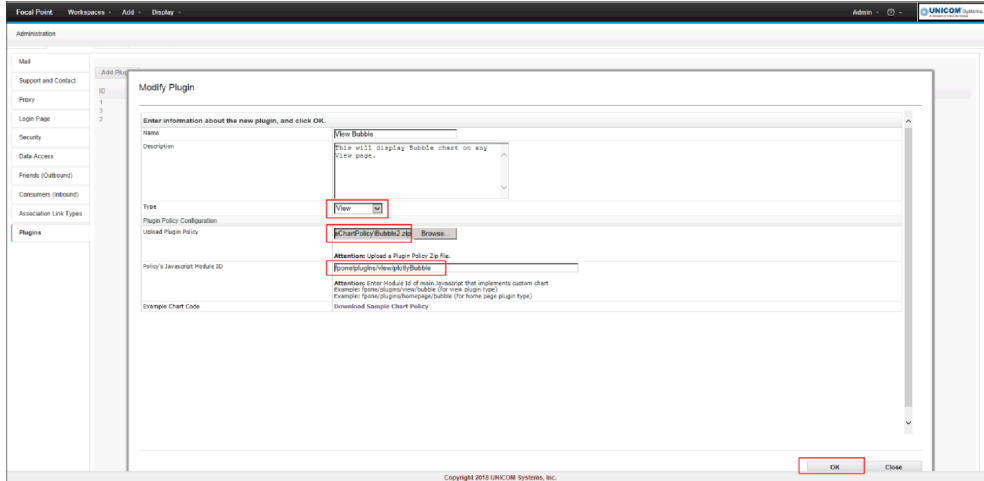 Focal Point Workspaces Add Display Admin UNICOM Systems,
Administration
Mail
Support and Contact
Proxy
Login Page
Security
Data Access
Friends (Outbound)
Consumers (Inbound)
Association Link Types
Plugins
Add Plug
ID
1
3
2
Modify Plugin
Enter information about the new plugin, and click OK.
Name View Bubble
Description This will display Bubble chart on any
View page.
Type View
Plugin Policy Configuration
Upload Plugin Policy eChartPolicy\Bubble2.zip Browse...
Attention: Upload a Plugin Policy Zip file.
Policy's Javascript Module ID fpone/plugins/view/plotlyBubble
Attention: Enter Module Id of main Javascript that implements custom chart
Example: fpone/plugins/view/bubble (for view plugin type)
Example: fpone/plugins/homepage/bubble (for home page plugin type)
Example Chart Code Download Sample Chart Policy
OK Close
Copyright 2018 UNICOM Systems, Inc.